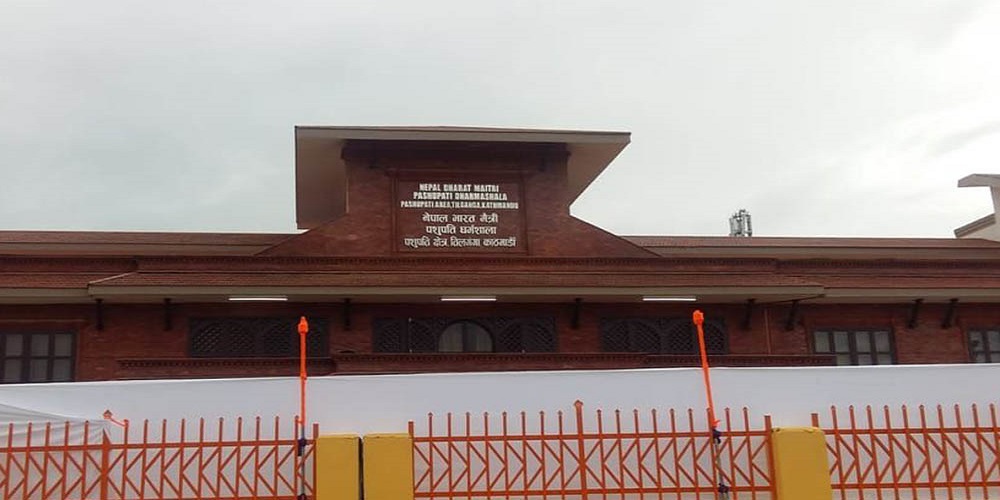 NEPAL BHARAT MAITRI
PASHUPATI DHARMASHALA
PASHUPATI AREA,TILGANGA,KATHMANDU
नेपाल भारत मैत्री
पशुपति धर्मशाला
पशुपति क्षेत्र तिलगंगा काठमाडौं